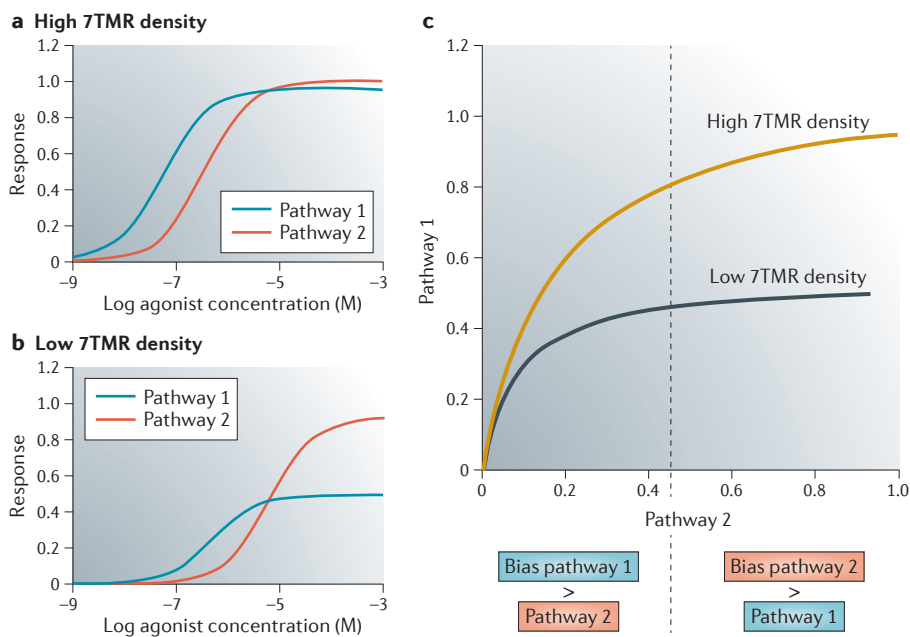 a High 7TMR density
1.2
1.0
0.8
0.6
0.4
0.2
0
Response
Pathway 1
Pathway 2
–9
–7
–5
–3
Log agonist concentration (M)
b Low 7TMR density
1.2
1.0
0.8
0.6
0.4
0.2
0
Response
Pathway 1
Pathway 2
–9
–7
–5
–3
Log agonist concentration (M)
c
1.2
1.0
0.8
0.6
0.4
0.2
0
Pathway 1
High 7TMR density
Low 7TMR density
0
0.2
0.4
0.6
0.8
1.0
Pathway 2
Bias pathway 1
>
Pathway 2
Bias pathway 2
>
Pathway 1